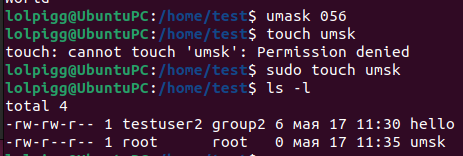 world
lolpigg@UbuntuPC:/home/test$ umask 056
lolpigg@UbuntuPC:/home/test$ touch umsk
touch: cannot touch 'umsk': Permission denied
lolpigg@UbuntuPC:/home/test$ sudo touch umsk
lolpigg@UbuntuPC:/home/test$ ls -l
total 4
-rw-rw-r-- 1 testuser2 group2 6 мая 17 11:30 hello
-rw-r--r-- 1 root      root   0 мая 17 11:35 umsk